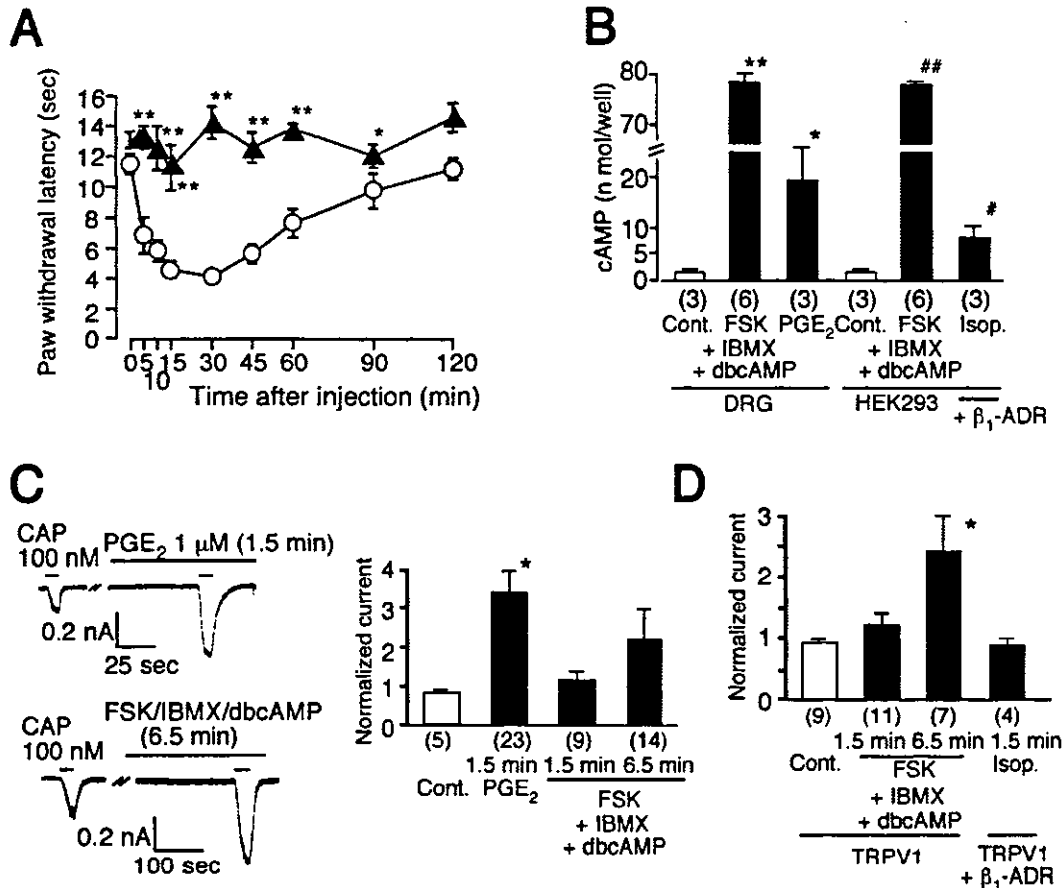 A
Paw withdrawal latency (sec)
16
14
12
10
8
6
4
2
0
** ** ** ** ** ** *
0 5 15 30 45 60 90 120
10
Time after injection (min)
B
cAMP (n mol/well)
80
70
20
5
0
** * ## #
(3) (6) (3) (3) (6) (3)
Cont. FSK PGE2 Cont. FSK Isop.
+ IBMX + IBMX
+ dbcAMP + dbcAMP
DRG HEK293 + β1-ADR
C
CAP
100 nM PGE2 1 μM (1.5 min)
0.2 nA
25 sec
CAP FSK/IBMX/dbcAMP
100 nM (6.5 min)
0.2 nA
100 sec
Normalized current
4
3
2
1
0
*
(5) (23) (9) (14)
1.5 min 1.5 min 6.5 min
Cont. PGE2 FSK
+ IBMX
+ dbcAMP
D
Normalized current
3
2
1
0
*
(9) (11) (7) (4)
1.5 min 6.5 min 1.5 min
Cont. FSK Isop.
+ IBMX
+ dbcAMP
TRPV1 TRPV1
+ β1-ADR